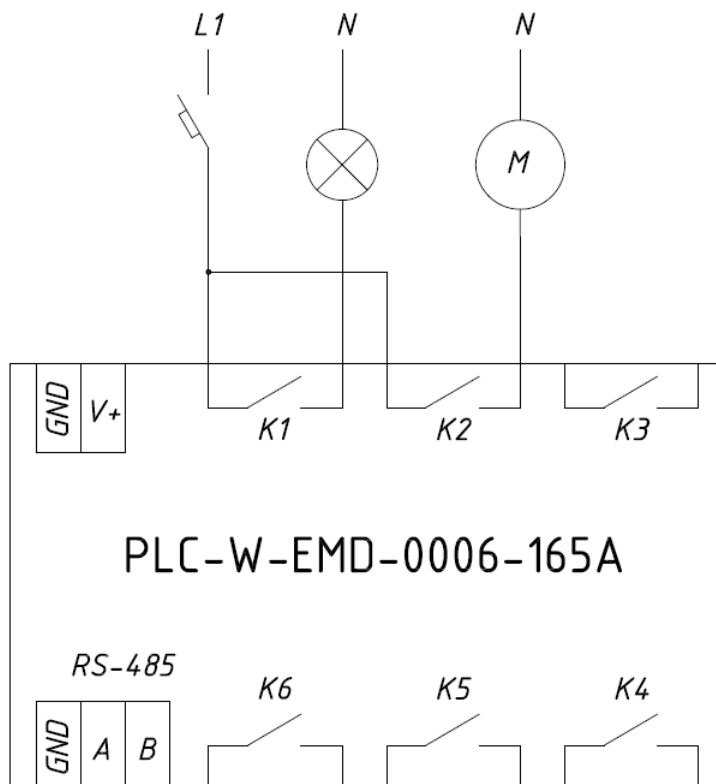 L1 N N
M
GND V+
K1 K2 K3
PLC-W-EMD-0006-165A
RS-485
K6 K5 K4
GND A B